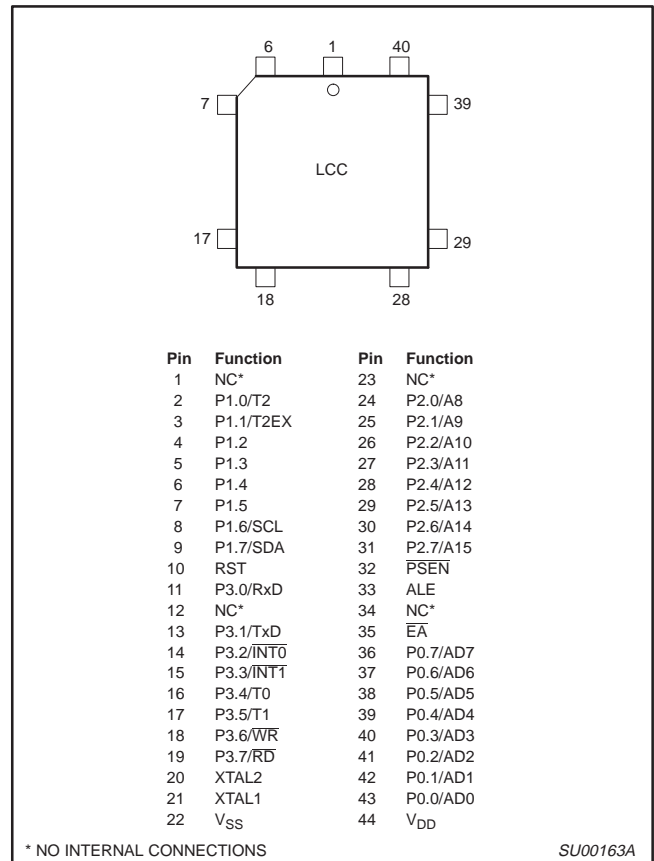 6 1 40
7 39
LCC
17 29
18 28
Pin Function Pin Function
1 NC* 23 NC*
2 P1.0/T2 24 P2.0/A8
3 P1.1/T2EX 25 P2.1/A9
4 P1.2 26 P2.2/A10
5 P1.3 27 P2.3/A11
6 P1.4 28 P2.4/A12
7 P1.5 29 P2.5/A13
8 P1.6/SCL 30 P2.6/A14
9 P1.7/SDA 31 P2.7/A15
10 RST 32 PSEN
11 P3.0/RxD 33 ALE
12 NC* 34 NC*
13 P3.1/TxD 35 EA
14 P3.2/INT0 36 P0.7/AD7
15 P3.3/INT1 37 P0.6/AD6
16 P3.4/T0 38 P0.5/AD5
17 P3.5/T1 39 P0.4/AD4
18 P3.6/WR 40 P0.3/AD3
19 P3.7/RD 41 P0.2/AD2
20 XTAL2 42 P0.1/AD1
21 XTAL1 43 P0.0/AD0
22 VSS 44 VDD
* NO INTERNAL CONNECTIONS SU00163A